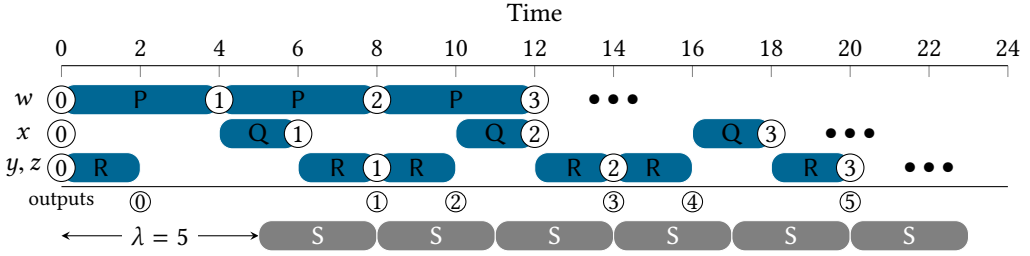 Time
0 2 4 6 8 10 12 14 16 18 20 22 24
w 0 P 1 P 2 P 3 •••
x 0 Q 1 Q 2 Q 3 •••
y, z 0 R R 1 R R 2 R R 3 •••
outputs 0 1 2 3 4 5
λ = 5 S S S S S S